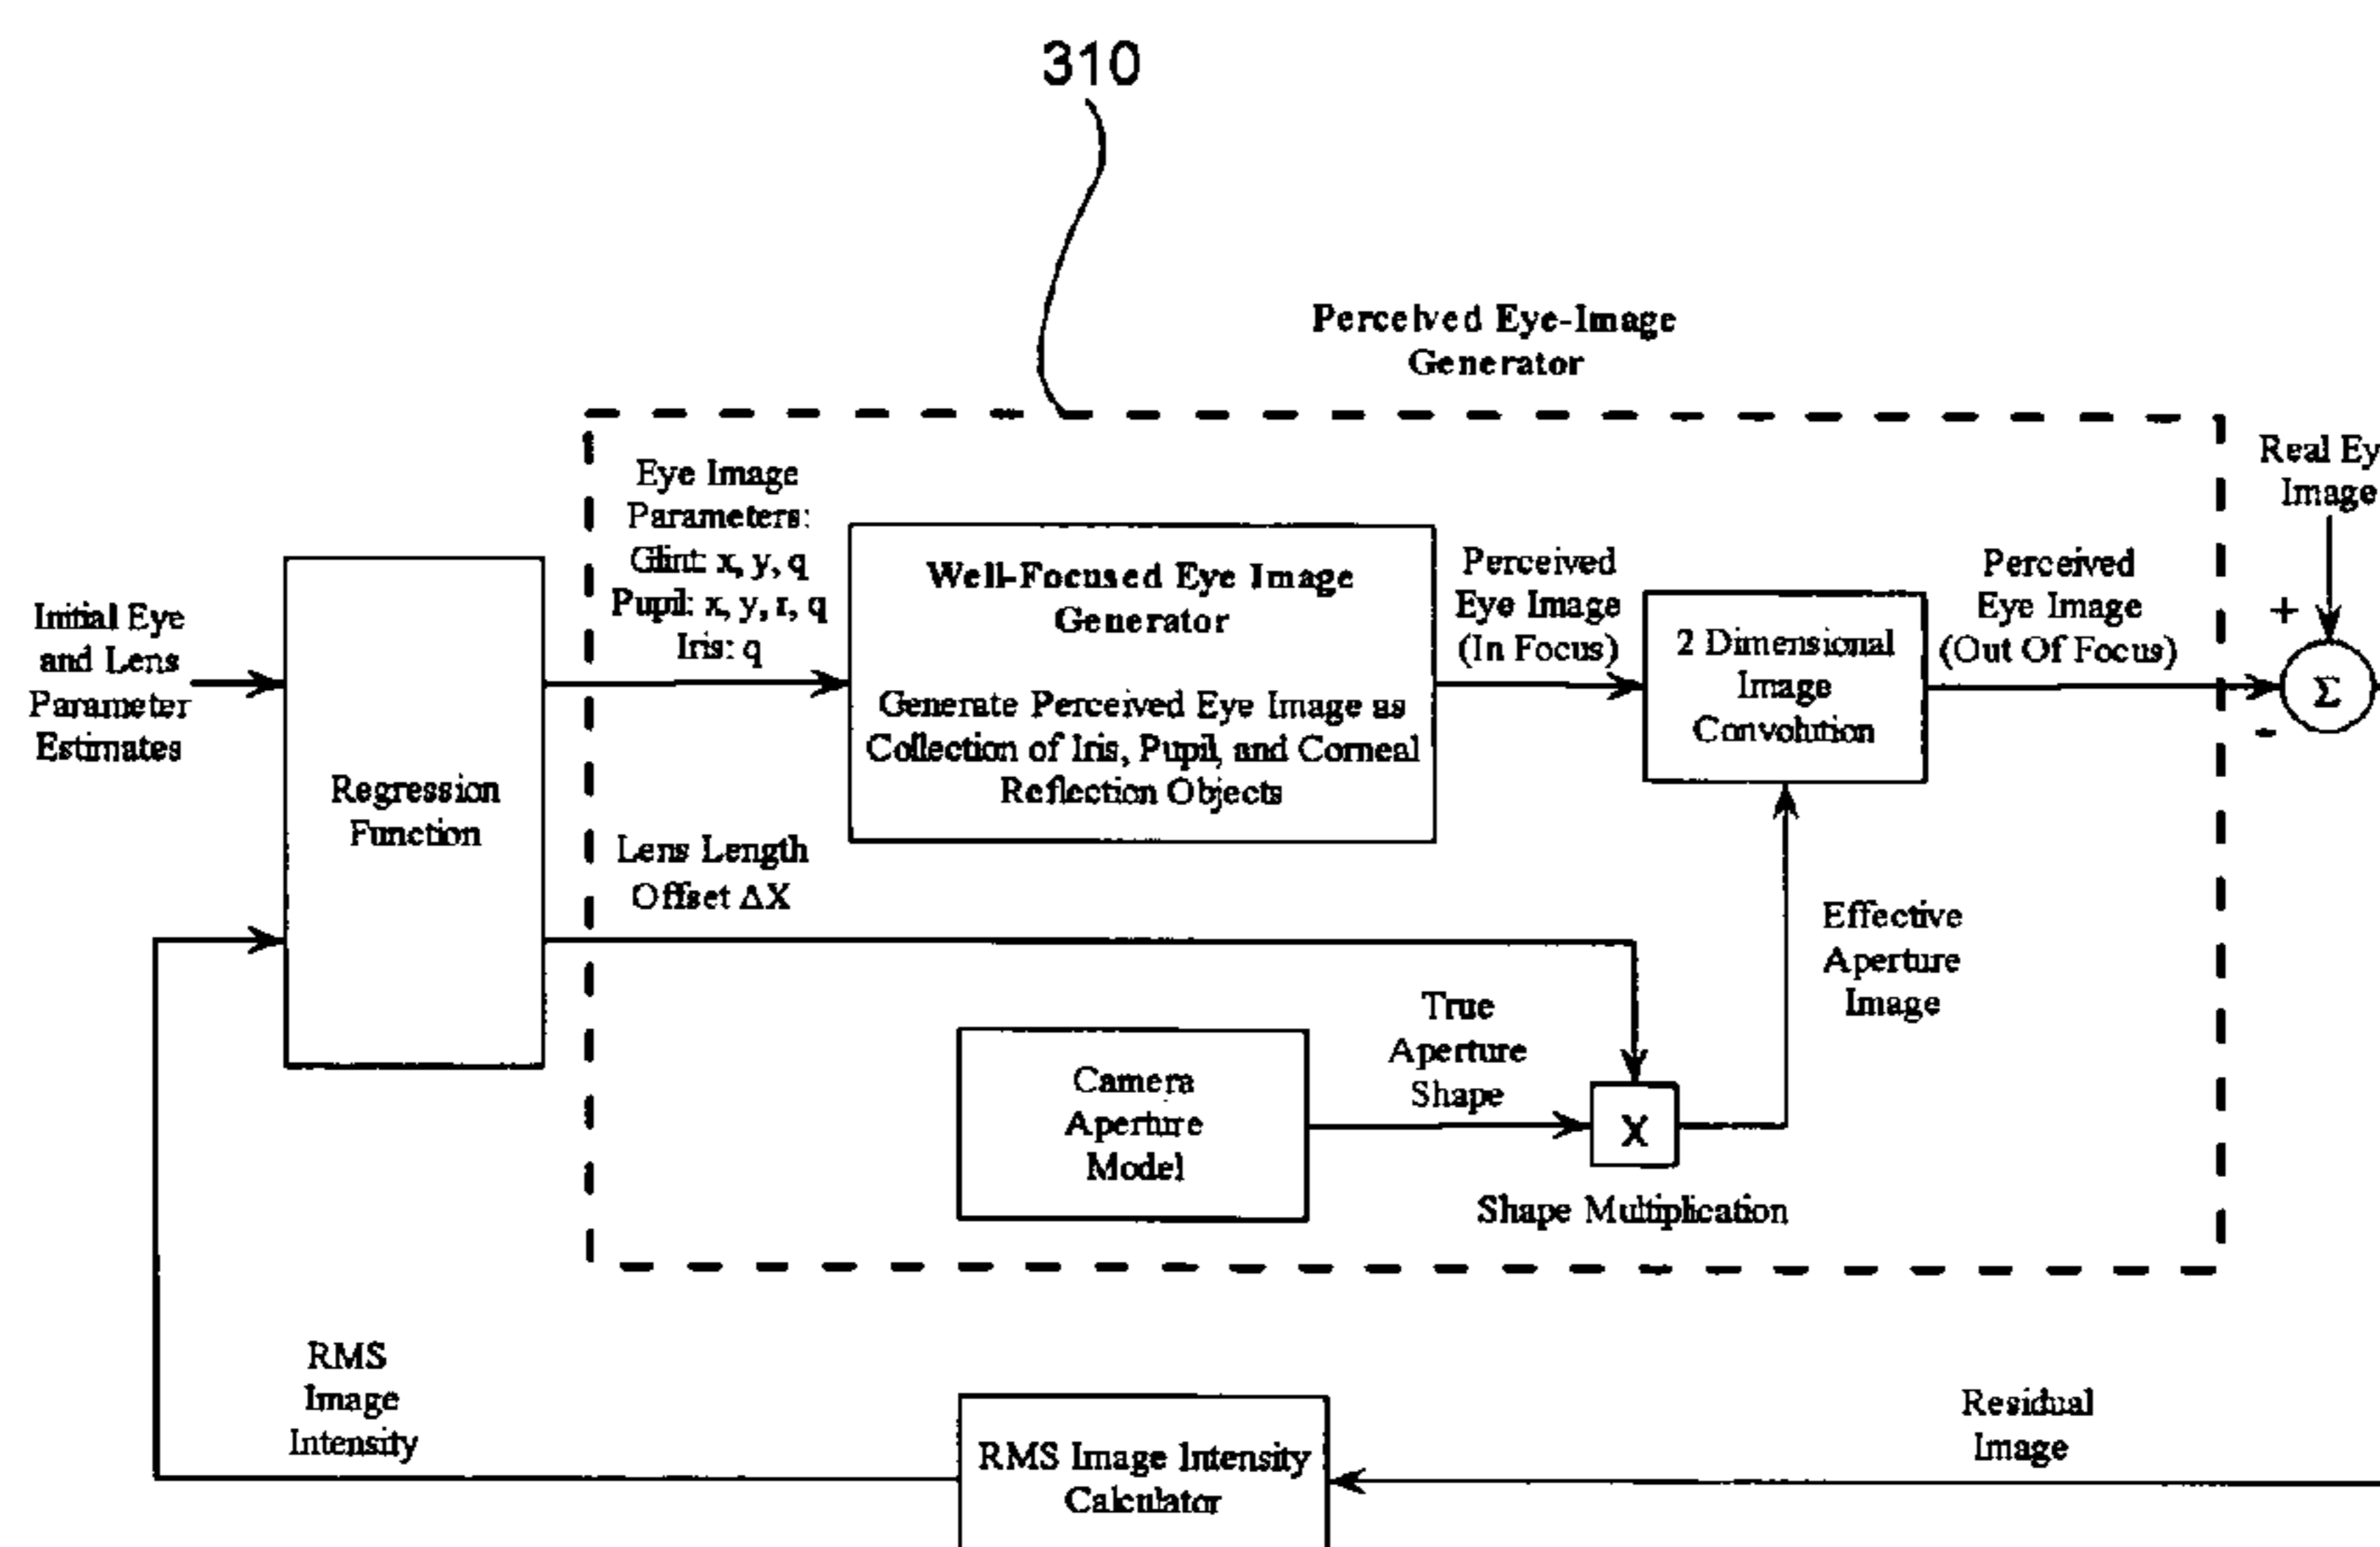 310
Perceived Eye-Image
Generator
Eye Image
Parameters:
Glint: x, y, q
Pupil: x, y, r, q
Iris: q
Initial Eye
and Lens
Parameter
Estimates
Regression
Function
Well-Focused Eye Image
Generator
Generate Perceived Eye Image as
Collection of Iris, Pupil, and Corneal
Reflection Objects
Perceived
Eye Image
(In Focus)
2 Dimensional
Image
Convolution
Perceived
Eye Image
(Out Of Focus)
Real Ey
Image
+
Σ
-
Lens Length
Offset ΔX
Effective
Aperture
Image
Camera
Aperture
Model
True
Aperture
Shape
X
Shape Multiplication
RMS
Image
Intensity
RMS Image Intensity
Calculator
Residual
Image